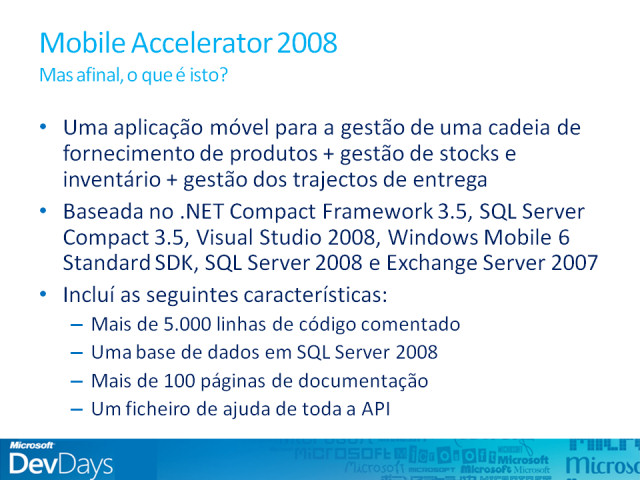 Mobile Accelerator 2008
Mas afinal, o que é isto?
• Uma aplicação móvel para a gestão de uma cadeia de
fornecimento de produtos + gestão de stocks e
inventário + gestão dos trajectos de entrega
• Baseada no .NET Compact Framework 3.5, SQL Server
Compact 3.5, Visual Studio 2008, Windows Mobile 6
Standard SDK, SQL Server 2008 e Exchange Server 2007
• Incluí as seguintes características:
– Mais de 5.000 linhas de código comentado
– Uma base de dados em SQL Server 2008
– Mais de 100 páginas de documentação
– Um ficheiro de ajuda de toda a API
Microsoft
DevDays
Microsoft
Microsoft
Microsoft
Microsoft
Microsoft